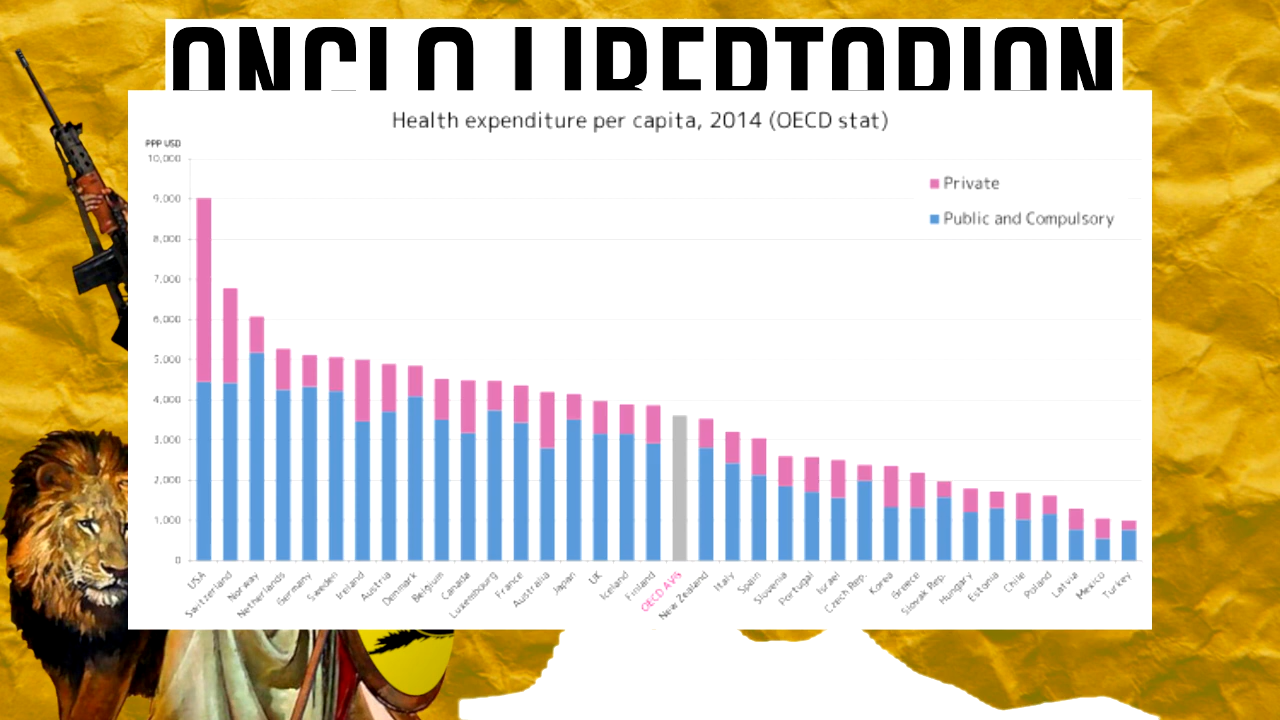 ANGLO LIBERTARIAN
Health expenditure per capita, 2014 (OECD stat)
PPP USD
10,000
9,000
8,000
7,000
6,000
5,000
4,000
3,000
2,000
1,000
0
Private
Public and Compulsory
USA
Switzerland
Norway
Netherlands
Germany
Sweden
Ireland
Austria
Denmark
Belgium
Canada
Luxembourg
France
Australia
Japan
UK
Iceland
Finland
OECD AVG
New Zealand
Italy
Spain
Slovenia
Portugal
Israel
Czech Rep.
Korea
Greece
Slovak Rep.
Hungary
Estonia
Chile
Poland
Latvia
Mexico
Turkey